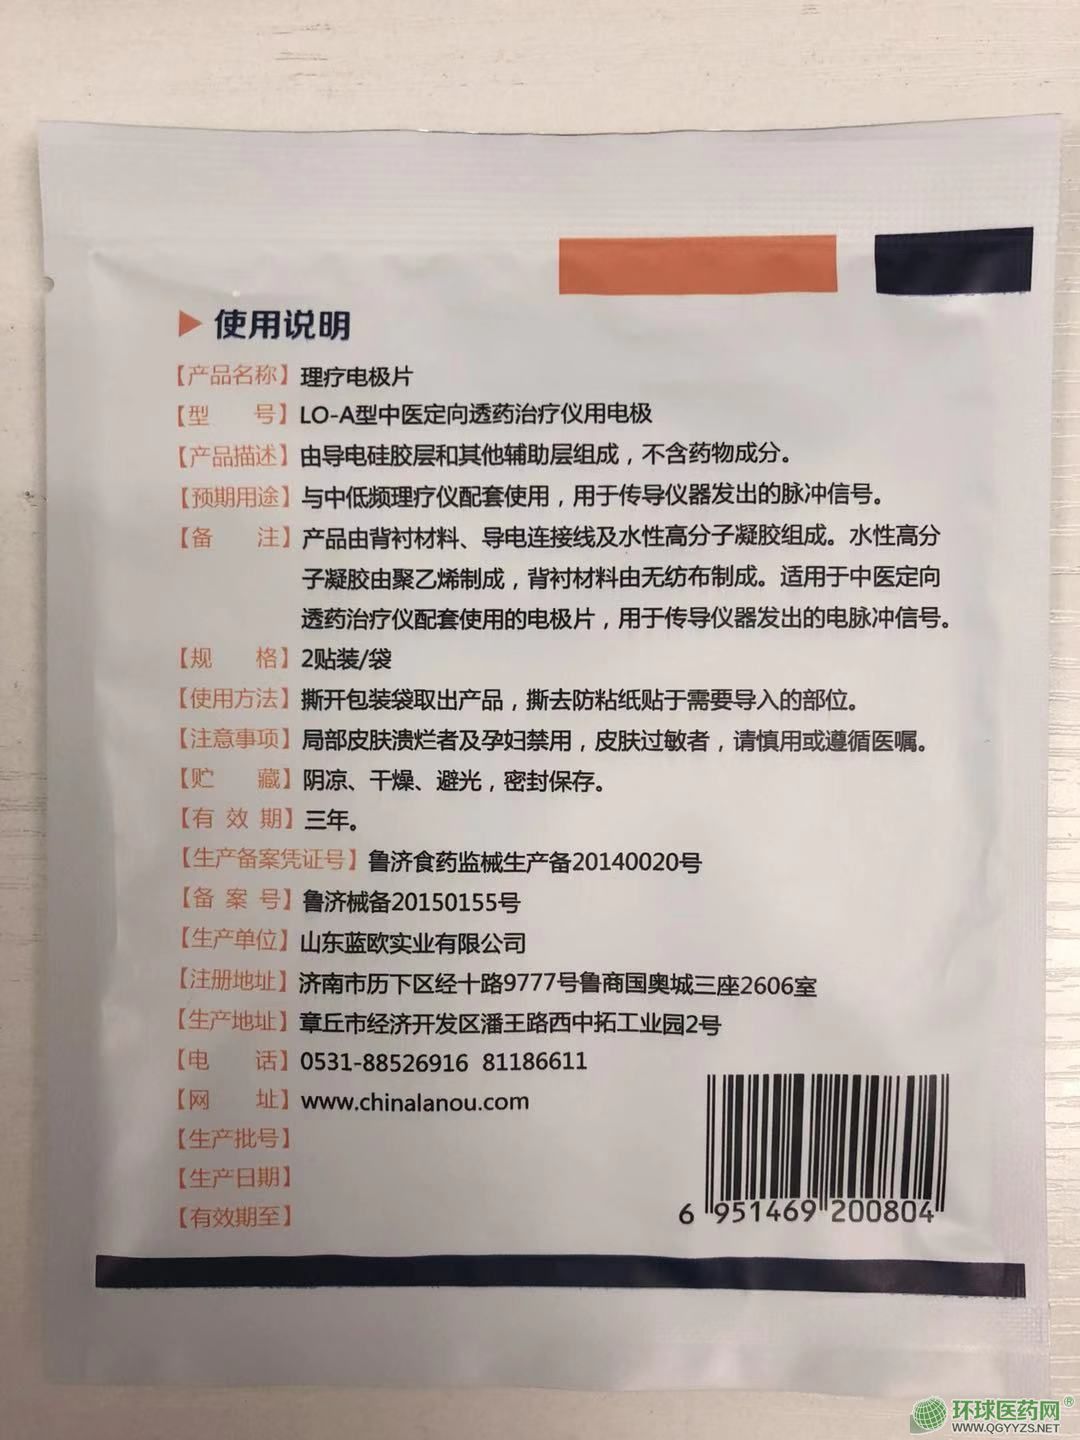 使用说明
【产品名称】理疗电极片
【型 号】LO-A型中医定向透药治疗仪用电极
【产品描述】由导电硅胶层和其他辅助层组成，不含药物成分。
【预期用途】与中低频理疗仪配套使用，用于传导仪器发出的脉冲信号。
【备 注】产品由背衬材料、导电连接线及水性高分子凝胶组成。水性高分
子凝胶由聚乙烯制成，背衬材料由无纺布制成。适用于中医定向
透药治疗仪配套使用的电极片，用于传导仪器发出的电脉冲信号。
【规 格】2贴装/袋
【使用方法】撕开包装袋取出产品，撕去防粘纸贴于需要导入的部位。
【注意事项】局部皮肤溃烂者及孕妇禁用，皮肤过敏者，请慎用或遵循医嘱。
【贮 藏】阴凉、干燥、避光，密封保存。
【有 效 期】三年。
【生产备案凭证号】鲁济食药监械生产备20140020号
【备 案 号】鲁济械备20150155号
【生产单位】山东蓝欧实业有限公司
【注册地址】济南市历下区经十路9777号鲁商国奥城三座2606室
【生产地址】章丘市经济开发区潘王路西中拓工业园2号
【电 话】0531-88526916 81186611
【网 址】www.chinalanou.com
【生产批号】
【生产日期】
【有效期至】
6 951469 200804
环球医药网®
WWW.QGYYZS.NET